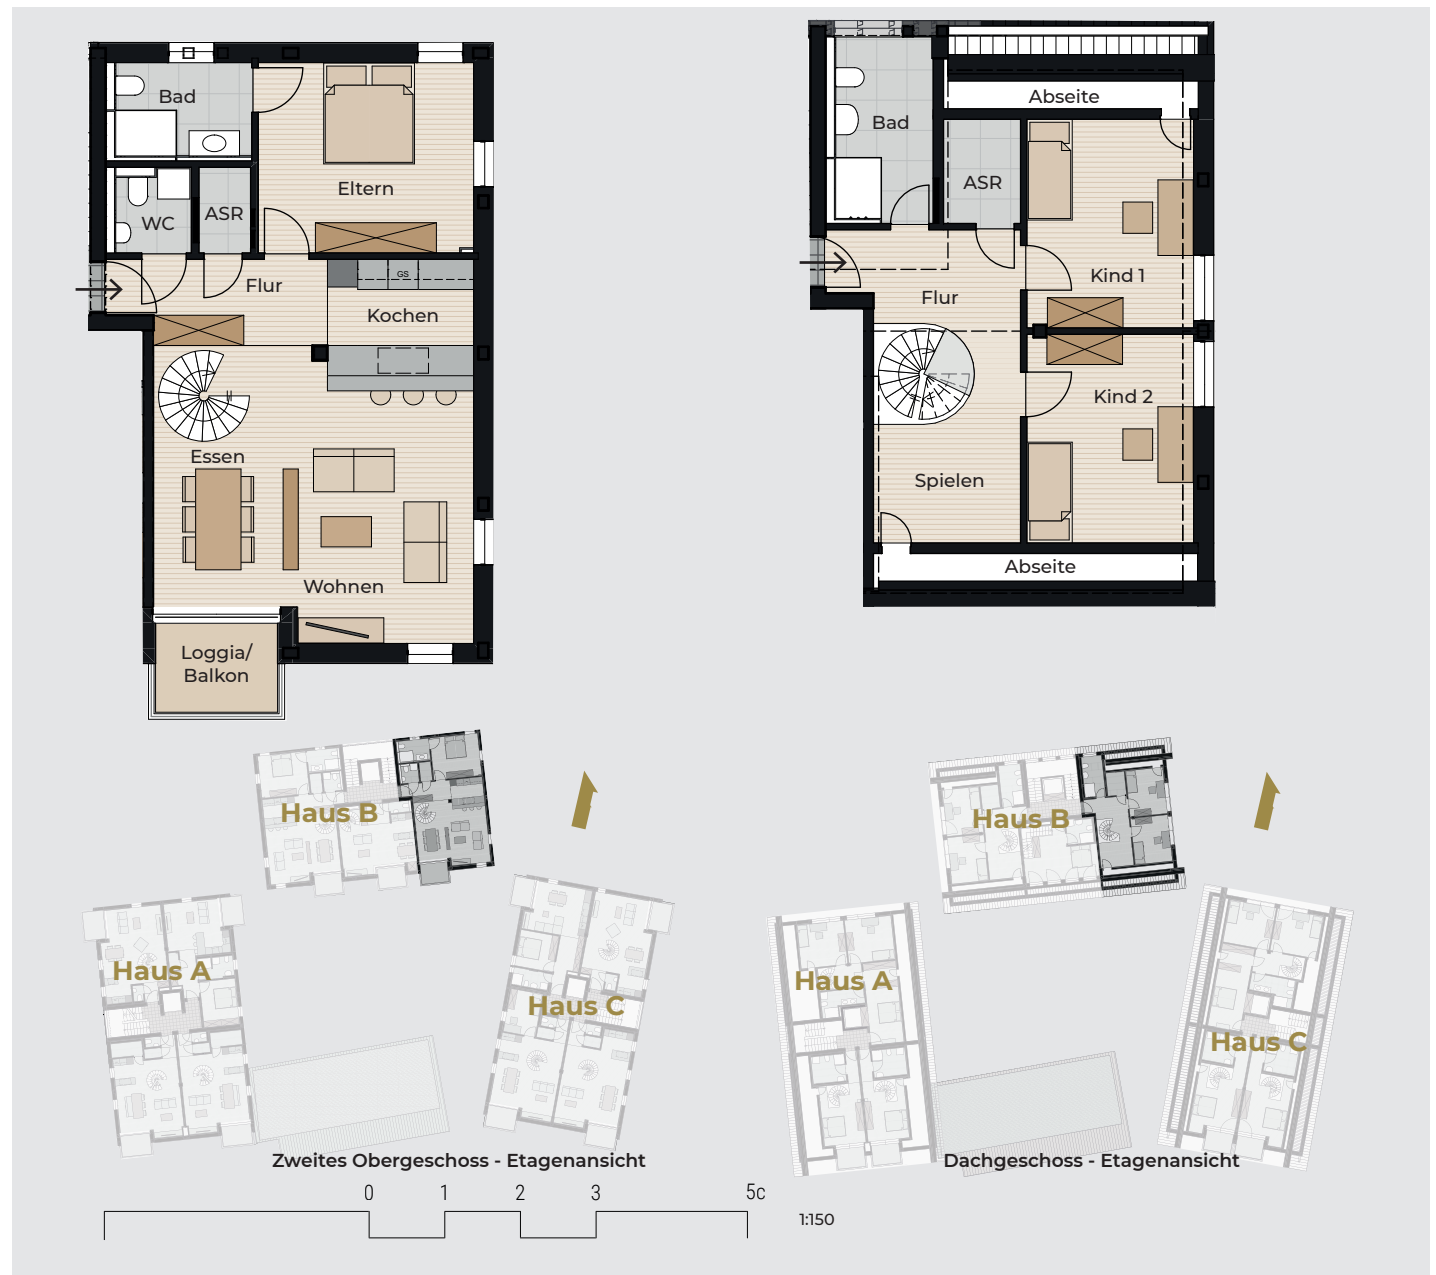 Bad
Eltern
WC
ASR
Flur
GS
Kochen
Essen
Wohnen
Loggia/
Balkon
Abseite
Bad
ASR
Kind 1
Flur
Kind 2
Spielen
Abseite
Haus B
Haus A
Haus C
Zweites Obergeschoss - Etagenansicht
Haus B
Haus A
Haus C
Dachgeschoss - Etagenansicht
0 1 2 3 5c
1:150